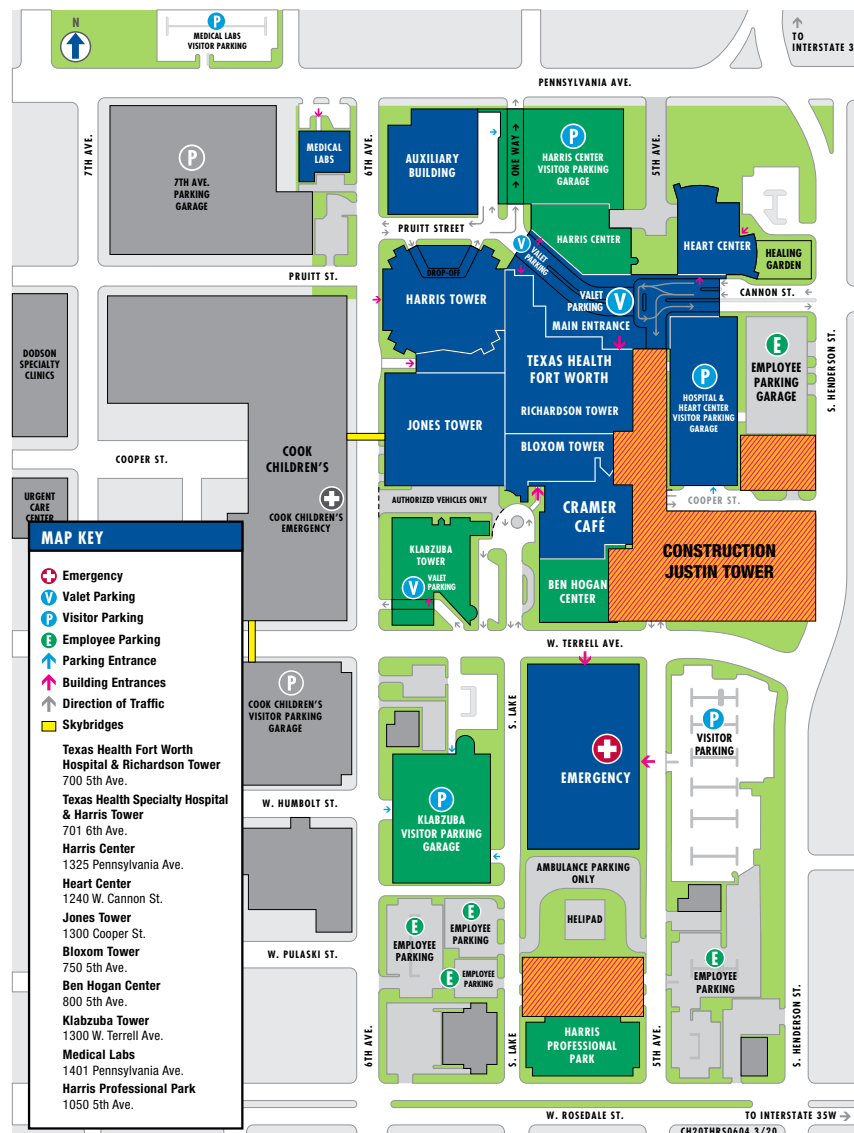 N
P
MEDICAL LABS
VISITOR PARKING
TO
INTERSTATE 3
PENNSYLVANIA AVE.
7TH AVE.
P
7TH AVE.
PARKING
GARAGE
MEDICAL
LABS
6TH AVE.
AUXILIARY
BUILDING
ONE WAY
P
HARRIS CENTER
VISITOR PARKING
GARAGE
5TH AVE.
PRUITT STREET
HARRIS CENTER
HEART CENTER
HEALING
GARDEN
PRUITT ST.
DROP-OFF
HARRIS TOWER
V
VALET
PARKING
VALET
PARKING
V
MAIN ENTRANCE
CANNON ST.
S. HENDERSON ST.
DODSON
SPECIALTY
CLINICS
TEXAS HEALTH
FORT WORTH
RICHARDSON TOWER
P
HOSPITAL &
HEART CENTER
VISITOR PARKING
GARAGE
E
EMPLOYEE
PARKING
GARAGE
JONES TOWER
BLOXOM TOWER
COOPER ST.
COOK
CHILDREN'S
COOK CHILDREN'S
EMERGENCY
URGENT
CARE
CENTER
AUTHORIZED VEHICLES ONLY
CRAMER
CAFÉ
COOPER ST.
KLABZUBA
TOWER
V
VALET
PARKING
BEN HOGAN
CENTER
CONSTRUCTION
JUSTIN TOWER
W. TERRELL AVE.
MAP KEY
Emergency
V Valet Parking
P Visitor Parking
E Employee Parking
Parking Entrance
Building Entrances
Direction of Traffic
Skybridges
Texas Health Fort Worth
Hospital & Richardson Tower
700 5th Ave.
Texas Health Specialty Hospital
& Harris Tower
701 6th Ave.
Harris Center
1325 Pennsylvania Ave.
Heart Center
1240 W. Cannon St.
Jones Tower
1300 Cooper St.
Bloxom Tower
750 5th Ave.
Ben Hogan Center
800 5th Ave.
Klabzuba Tower
1300 W. Terrell Ave.
Medical Labs
1401 Pennsylvania Ave.
Harris Professional Park
1050 5th Ave.
P
COOK CHILDREN'S
VISITOR PARKING
GARAGE
S. LAKE
EMERGENCY
P
VISITOR
PARKING
W. HUMBOLT ST.
P
KLABZUBA
VISITOR PARKING
GARAGE
AMBULANCE PARKING
ONLY
HELIPAD
W. PULASKI ST.
E
EMPLOYEE
PARKING
E
EMPLOYEE
PARKING
E
EMPLOYEE
PARKING
E
EMPLOYEE
PARKING
6TH AVE.
S. LAKE
HARRIS
PROFESSIONAL
PARK
5TH AVE.
S. HENDERSON ST.
W. ROSEDALE ST.
TO INTERSTATE 35W
CH20THRS0604 3/20